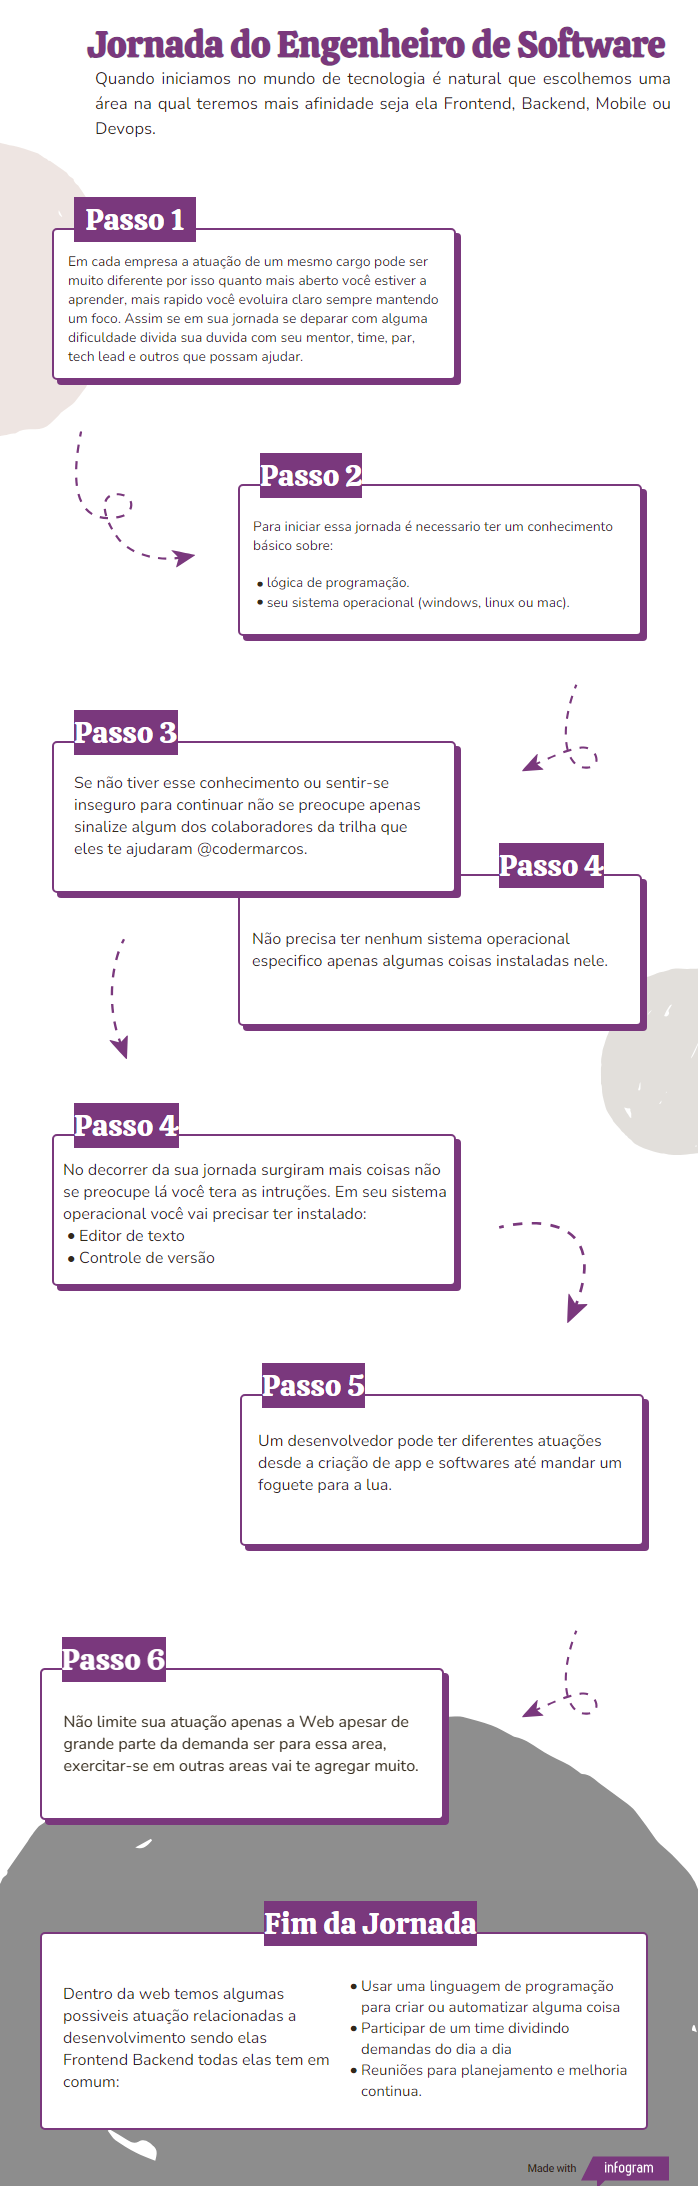 Jornada do Engenheiro de Software
Quando iniciamos no mundo de tecnologia é natural que escolhemos uma
área na qual teremos mais afinidade seja ela Frontend, Backend, Mobile ou
Devops.
Passo 1
Em cada empresa a atuação de um mesmo cargo pode ser
muito diferente por isso quanto mais aberto você estiver a
aprender, mais rapido você evoluira claro sempre mantendo
um foco. Assim se em sua jornada se deparar com alguma
dificuldade divida sua duvida com seu mentor, time, par,
tech lead e outros que possam ajudar.
Passo 2
Para iniciar essa jornada é necessario ter um conhecimento
básico sobre:
• lógica de programação.
• seu sistema operacional (windows, linux ou mac).
Passo 3
Se não tiver esse conhecimento ou sentir-se
inseguro para continuar não se preocupe apenas
sinalize algum dos colaboradores da trilha que
eles te ajudaram @codermarcos.
Passo 4
Não precisa ter nenhum sistema operacional
especifico apenas algumas coisas instaladas nele.
Passo 4
No decorrer da sua jornada surgiram mais coisas não
se preocupe lá você tera as intruções. Em seu sistema
operacional você vai precisar ter instalado:
• Editor de texto
• Controle de versão
Passo 5
Um desenvolvedor pode ter diferentes atuações
desde a criação de app e softwares até mandar um
foguete para a lua.
Passo 6
Não limite sua atuação apenas a Web apesar de
grande parte da demanda ser para essa area,
exercitar-se em outras areas vai te agregar muito.
Fim da Jornada
Dentro da web temos algumas
possiveis atuação relacionadas a
desenvolvimento sendo elas
Frontend Backend todas elas tem em
comum:
• Usar uma linguagem de programação
para criar ou automatizar alguma coisa
• Participar de um time dividindo
demandas do dia a dia
• Reuniões para planejamento e melhoria
continua.
Made with infogram